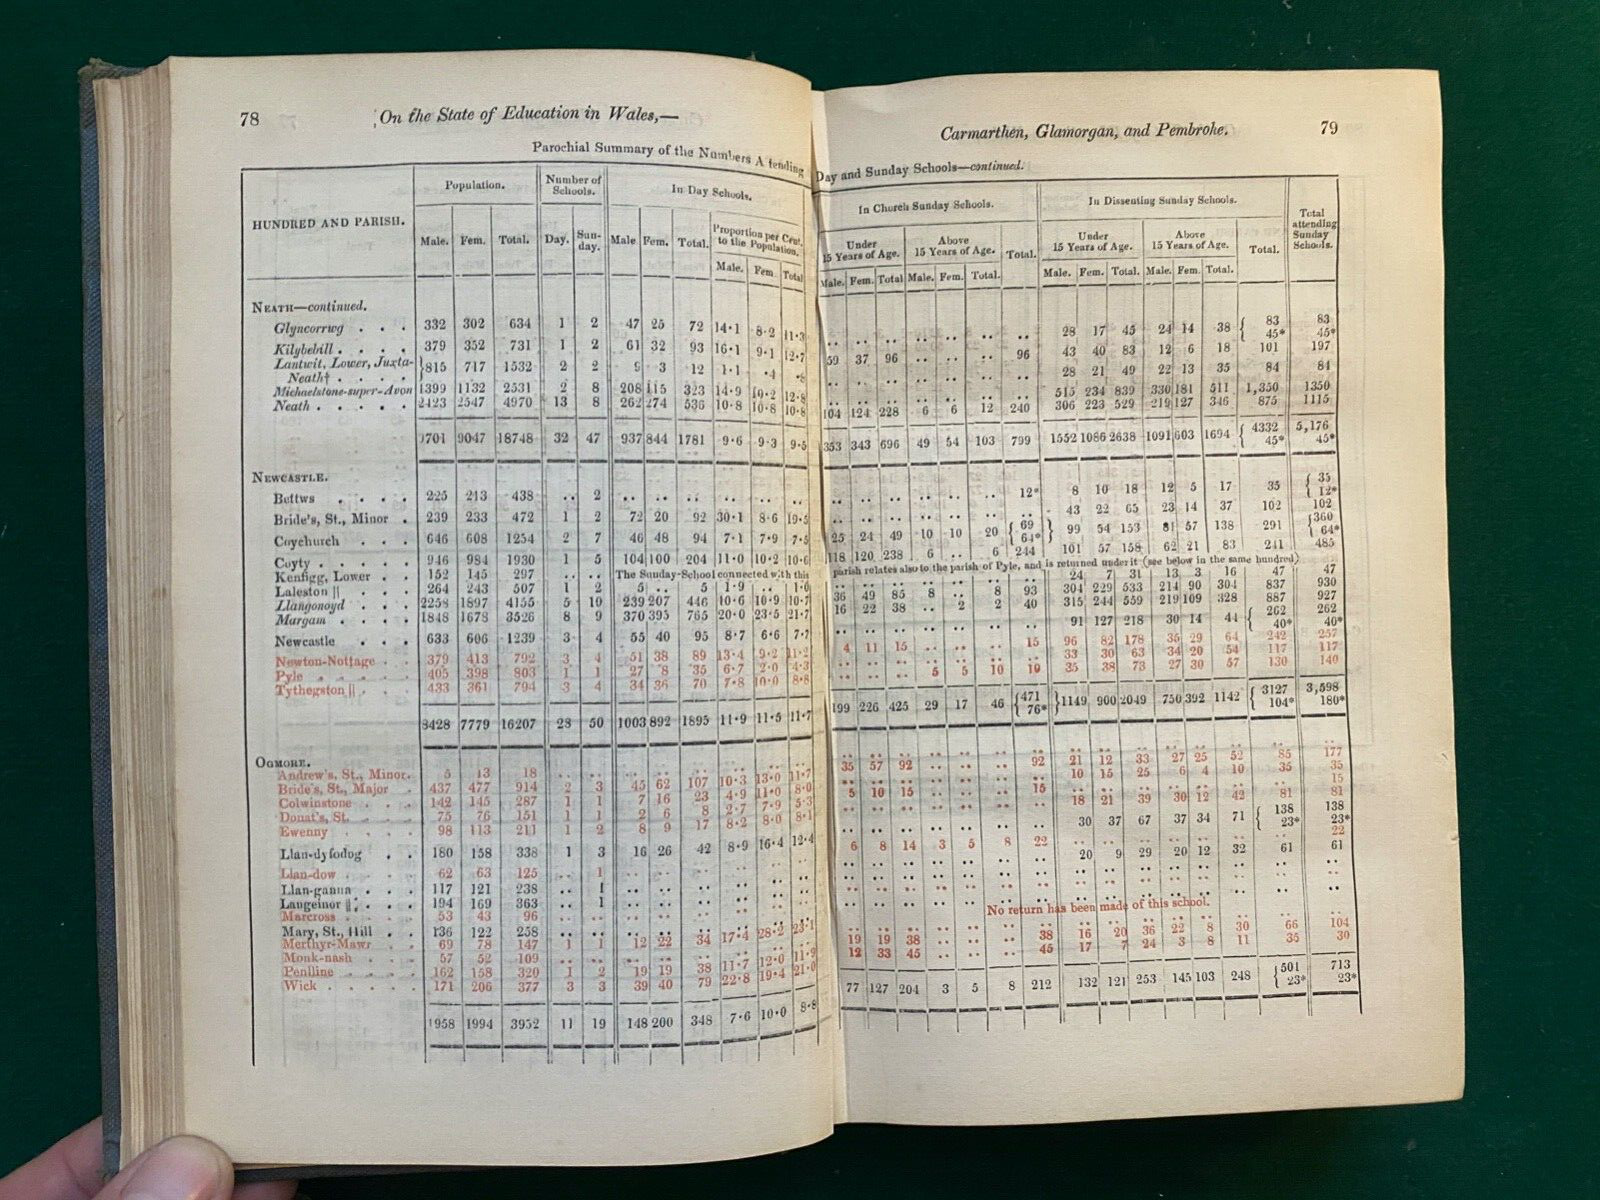 78 On the State of Education in Wales,—
Parochial Summary of the Numbers Attending
HUNDRED AND PARISH. Population. Number of Schools. In Day Schools.
Male. Fem. Total. Day. Sunday. Male Fem. Total. Proportion per Cent. to the Population.
Male. Fem Total
NEATH—continued.
Glyncorrwg . . . 332 302 634 1 2 47 25 72 14·1 8·2 11·3
Kilybebill . . . . 379 352 731 1 2 61 32 93 16·1 9·1 12·7
Lantwit, Lower, Juxta-
Neath† . . . . } 815 717 1532 2 2 9 3 12 1·1 ·4 ·8
Michaelstone-super-Avon 1399 1132 2531 2 8 208 115 323 14·9 10·2 12·8
Neath . . . . . 2423 2547 4970 13 8 262 274 536 10·8 10·8 10·8
9701 9047 18748 32 47 937 844 1781 9·6 9·3 9·5
NEWCASTLE.
Bettws . . . . 225 213 438 .. 2 .. .. .. .. .. ..
Bride's, St., Minor . 239 233 472 1 2 72 20 92 30·1 8·6 19·5
Coychurch . . . . 646 608 1254 2 7 46 48 94 7·1 7·9 7·5
Coyty . . . . . 946 984 1930 1 5 104 100 204 11·0 10·2 10·6
Kenfigg, Lower . . 152 145 297 .. .. The Sunday-School connected with this
Laleston || . . . 264 243 507 1 2 5 .. 5 1·9 .. 1·0
Llangonoyd . . . 2258 1897 4155 5 10 239 207 446 10·6 10·9 10·7
Margam . . . . 1848 1678 3526 8 9 370 395 765 20·0 23·5 21·7
Newcastle . . . 633 606 1239 3 4 55 40 95 8·7 6·6 7·7
Newton-Nottage . . 379 413 792 3 4 51 38 89 13·4 9·2 11·2
Pyle . . . . . 405 398 803 1 1 27 8 35 6·7 2·0 4·3
Tythegston || . . . 433 361 794 3 4 34 36 70 7·8 10·0 8·8
8428 7779 16207 28 50 1003 892 1895 11·9 11·5 11·7
OGMORE.
Andrew's, St., Minor. 5 13 18 .. .. .. .. .. .. .. ..
Bride's, St., Major . 437 477 914 2 3 45 62 107 10·3 13·0 11·7
Colwinstone . . . 142 145 287 1 1 7 16 23 4·9 11·0 8·0
Donat's, St. . . . 75 76 151 1 1 2 6 8 2·7 7·9 5·3
Ewenny . . . . 98 113 211 1 2 8 9 17 8·2 8·0 8·1
Llan-dyfodog . . 180 158 338 1 3 16 26 42 8·9 16·4 12·4
Llan-dow . . . . 62 63 125 .. 1 .. .. .. .. .. ..
Llan-ganna . . . 117 121 238 .. 1 .. .. .. .. .. ..
Langeinor || . . . 194 169 363 .. 1 .. .. .. .. .. ..
Marcross . . . . 53 43 96 .. .. .. .. .. .. .. ..
Mary, St., Hill . . 136 122 258 .. .. .. .. .. .. .. ..
Merthyr-Mawr . . 69 78 147 1 1 12 22 34 17·4 28·2 23·1
Monk-nash . . . 57 52 109 .. .. .. .. .. .. .. ..
Penlline . . . . 162 158 320 1 2 19 19 38 11·7 12·0 11·9
Wick . . . . . 171 206 377 3 3 39 40 79 22·8 19·4 21·0
1958 1994 3952 11 19 148 200 348 7·6 10·0 8·8
Carmarthen, Glamorgan, and Pembroke. 79
Day and Sunday Schools—continued.
In Church Sunday Schools. In Dissenting Sunday Schools. Total attending Sunday Schools.
Under 15 Years of Age. Above 15 Years of Age. Total. Under 15 Years of Age. Above 15 Years of Age. Total.
Male. Fem. Total Male. Fem. Total. Male. Fem. Total. Male. Fem. Total.
.. .. .. .. .. .. .. 28 17 45 24 14 38 { 83 83
45* 45*
59 37 96 .. .. .. 96 43 40 83 12 6 18 101 197
.. .. .. .. .. .. .. 28 21 49 22 13 35 84 84
.. .. .. .. .. .. .. 515 234 839 330 181 511 1,350 1350
104 124 228 6 6 12 240 306 223 529 219 127 346 875 1115
353 343 696 49 54 103 799 1552 1086 2638 1091 603 1694 { 4332 5,176
45* 45*
.. .. .. .. .. .. 12* 8 10 18 12 5 17 35 { 35
12*
.. .. .. .. .. .. .. 43 22 65 23 14 37 102 102
25 24 49 10 10 20 { 69 } 99 54 153 81 57 138 291 { 360
64* 64*
118 120 238 6 .. 6 244 101 57 158 62 21 83 241 485
parish relates also to the parish of Pyle, and is returned under it (see below in the same hundred)
.. .. .. .. .. .. .. 24 7 31 13 3 16 47 47
36 49 85 8 .. 8 93 304 229 533 214 90 304 837 930
16 22 38 .. 2 2 40 315 244 559 219 109 328 887 927
.. .. .. .. .. .. .. 91 127 218 30 14 44 { 262 262
40* 40*
4 11 15 .. .. .. 15 96 82 178 35 29 64 242 257
.. .. .. .. .. .. .. 33 30 63 34 20 54 117 117
.. .. .. 5 5 10 10 35 38 73 27 30 57 130 140
199 226 425 29 17 46 { 471 } 1149 900 2049 750 392 1142 { 3127 3,598
76* 104* 180*
.. .. .. .. .. .. .. .. .. .. .. .. .. .. ..
35 57 92 .. .. .. 92 21 12 33 27 25 52 85 177
.. .. .. .. .. .. .. 10 15 25 6 4 10 35 35
5 10 15 .. .. .. 15 .. .. .. .. .. .. .. 15
.. .. .. .. .. .. .. 18 21 39 30 12 42 81 81
.. .. .. .. .. .. .. 30 37 67 37 34 71 { 138 138
23* 23*
6 8 14 3 5 8 22 .. .. .. .. .. .. .. 22
.. .. .. .. .. .. .. 20 9 29 20 12 32 61 61
No return has been made of this school.
19 19 38 .. .. .. 38 16 20 36 22 8 30 66 104
12 33 45 .. .. .. 45 17 7 24 3 8 11 35 30
77 127 204 3 5 8 212 132 121 253 145 103 248 { 501 713
23* 23*